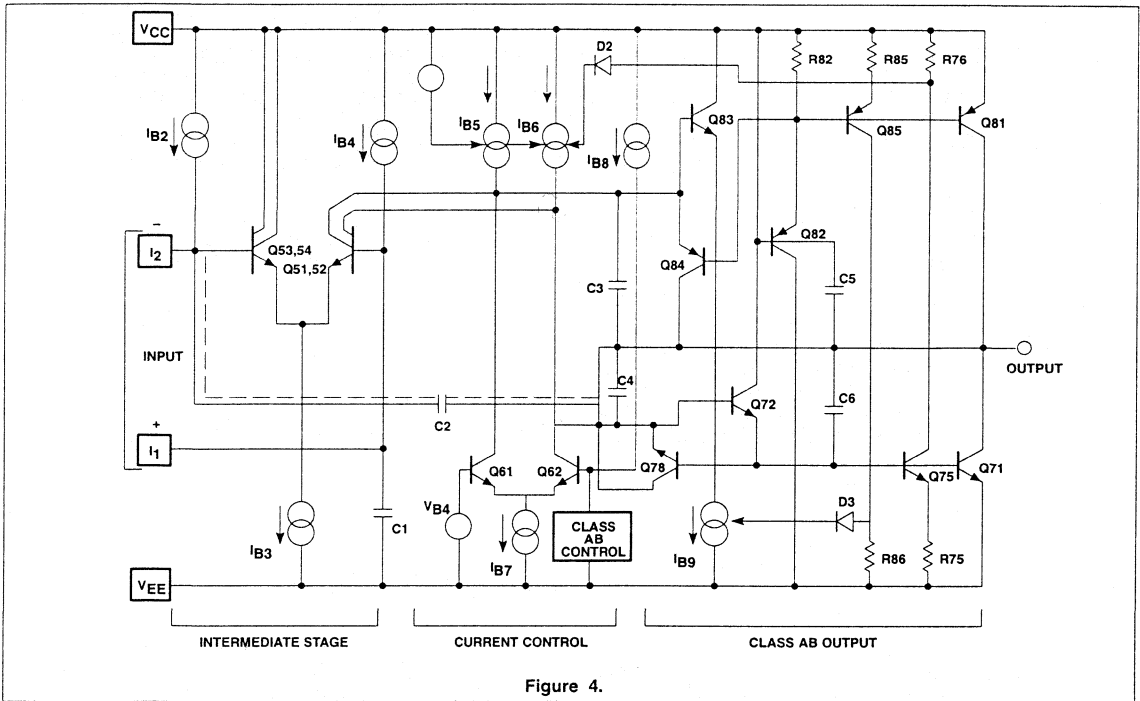 VCC
D2
R82
R85
R76
IB2
IB4
IB5
IB6
IB8
Q83
Q85
Q81
−
I2
Q53,54
Q51,52
Q84
Q82
C3
C5
INPUT
OUTPUT
C4
C2
Q72
C6
+
I1
Q61
Q62
Q78
Q75
Q71
VB4
C1
IB3
IB7
CLASS
AB
CONTROL
IB9
D3
R86
R75
VEE
INTERMEDIATE STAGE
CURRENT CONTROL
CLASS AB OUTPUT
Figure 4.